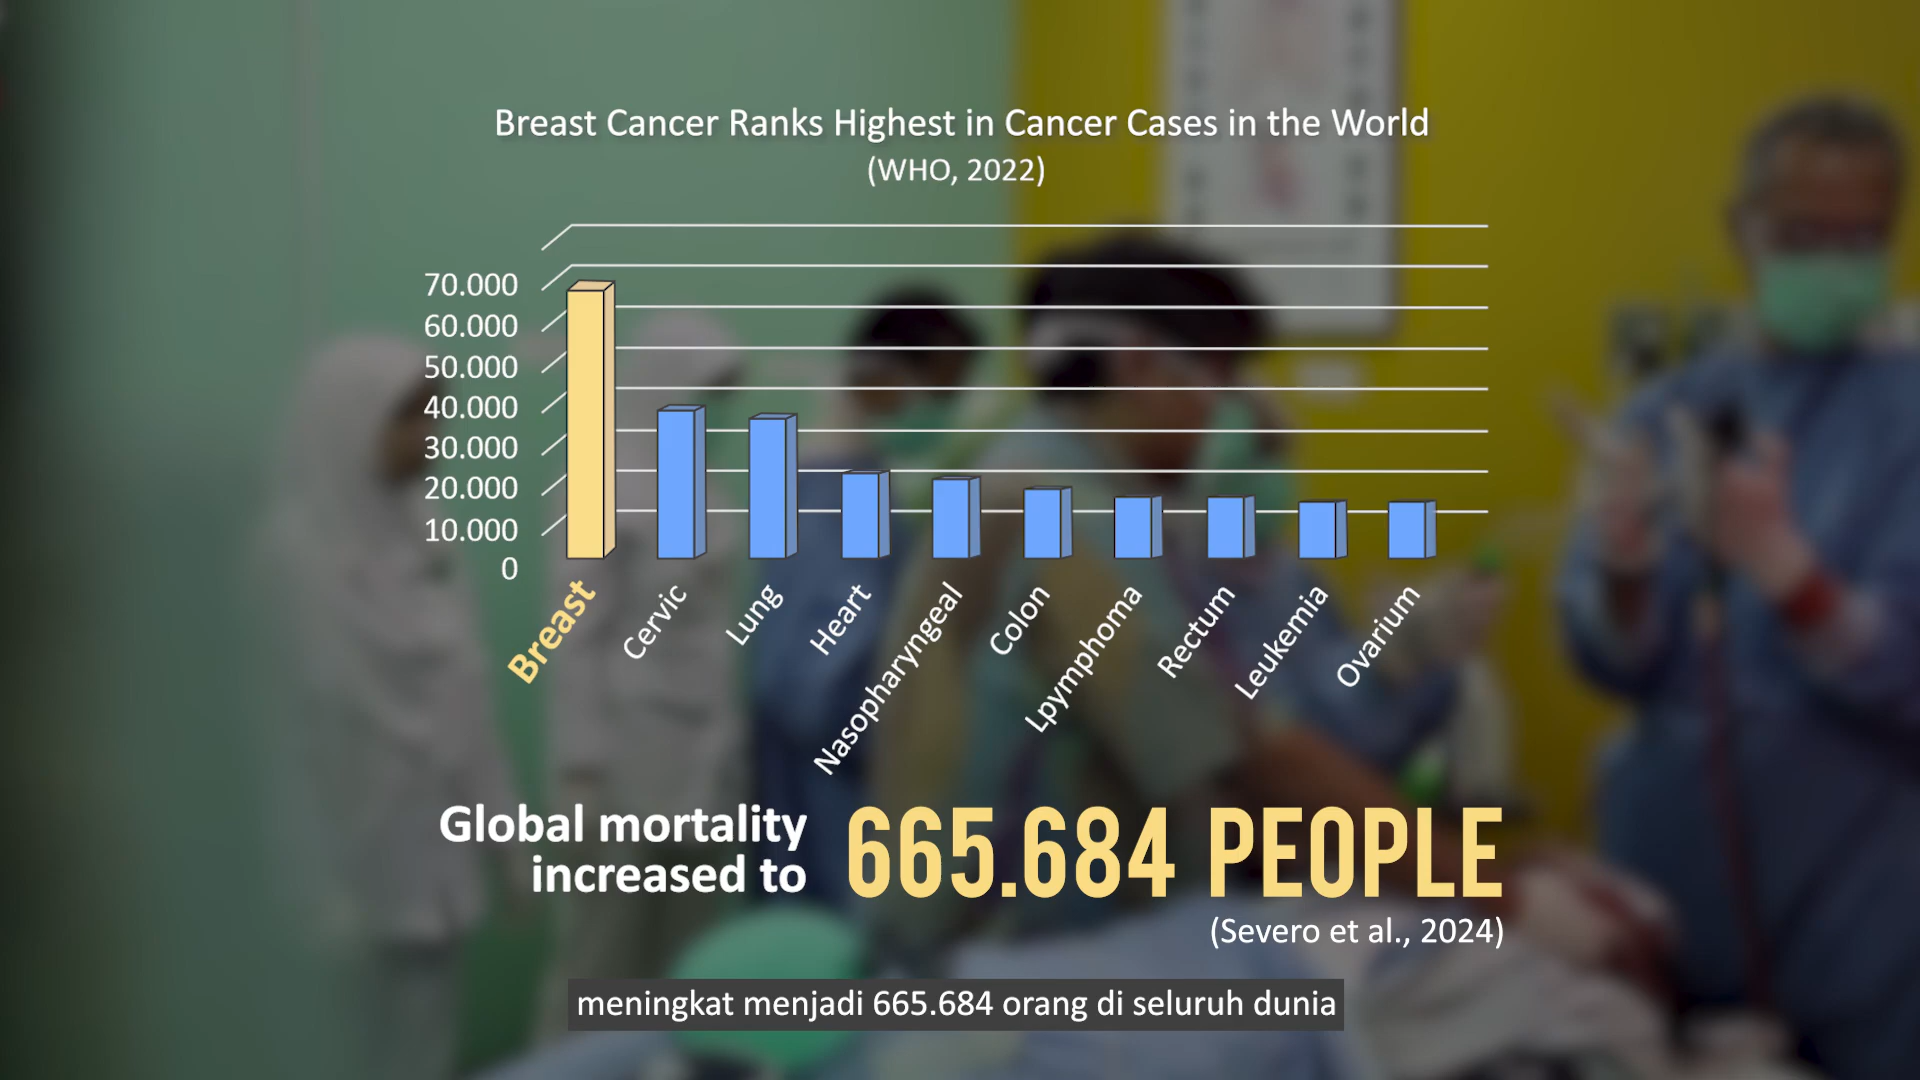 Breast Cancer Ranks Highest in Cancer Cases in the World
(WHO, 2022)
70.000
60.000
50.000
40.000
30.000
20.000
10.000
0
Breast
Cervic
Lung
Heart
Nasopharyngeal
Colon
Lpymphoma
Rectum
Leukemia
Ovarium
Global mortality
increased to
665.684 PEOPLE
(Severo et al., 2024)
meningkat menjadi 665.684 orang di seluruh dunia